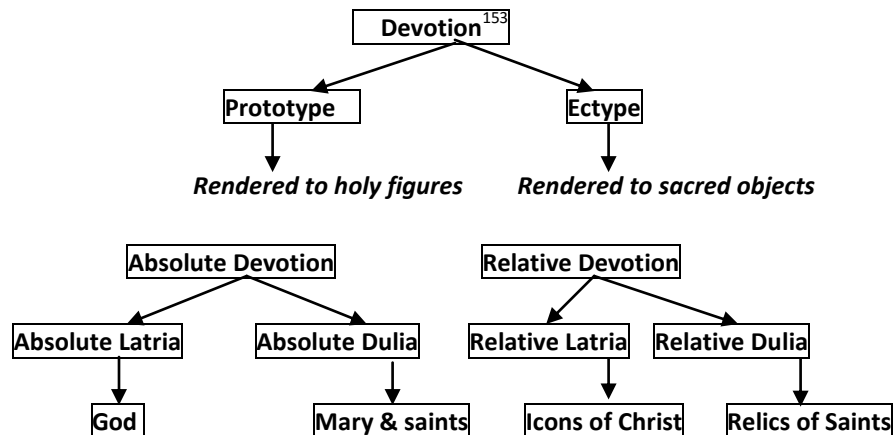 Devotion153
Prototype Ectype
Rendered to holy figures Rendered to sacred objects
Absolute Devotion Relative Devotion
Absolute Latria Absolute Dulia Relative Latria Relative Dulia
God Mary & saints Icons of Christ Relics of Saints